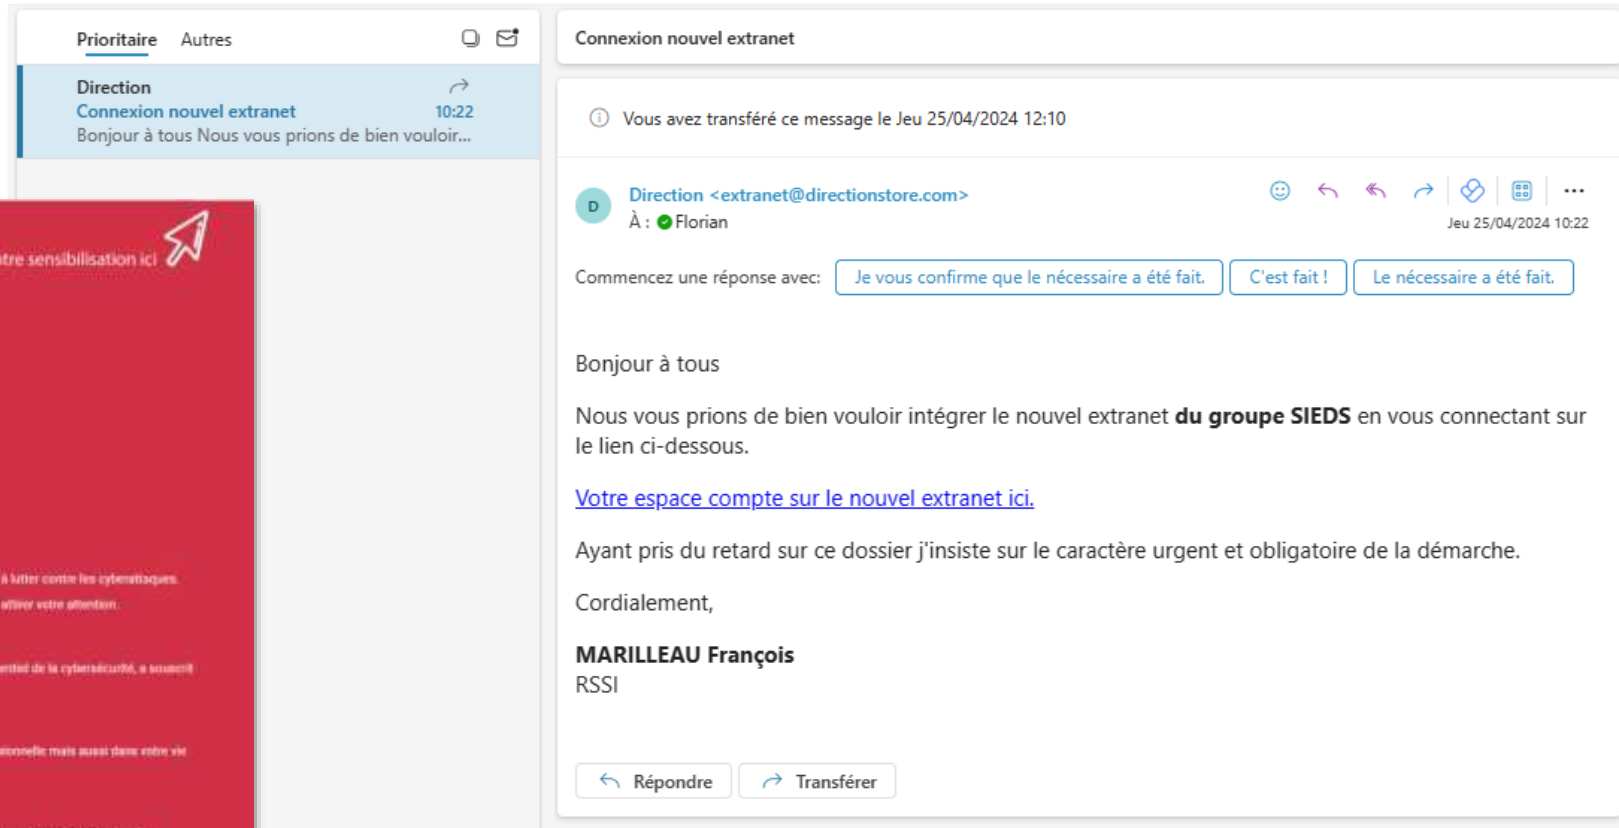 Prioritaire Autres
Direction
Connexion nouvel extranet 10:22
Bonjour à tous Nous vous prions de bien vouloir...
tre sensibilisation ici
à lutter contre les cyberattaques.
attirer votre attention.
de la cybersécurité, a souscrit
mais aussi dans votre vie
Connexion nouvel extranet
Vous avez transféré ce message le Jeu 25/04/2024 12:10
D
Direction <extranet@directionstore.com>
À : Florian
Jeu 25/04/2024 10:22
Commencez une réponse avec: Je vous confirme que le nécessaire a été fait. C'est fait ! Le nécessaire a été fait.
Bonjour à tous
Nous vous prions de bien vouloir intégrer le nouvel extranet du groupe SIEDS en vous connectant sur
le lien ci-dessous.
Votre espace compte sur le nouvel extranet ici.
Ayant pris du retard sur ce dossier j'insiste sur le caractère urgent et obligatoire de la démarche.
Cordialement,
MARILLEAU François
RSSI
Répondre Transférer